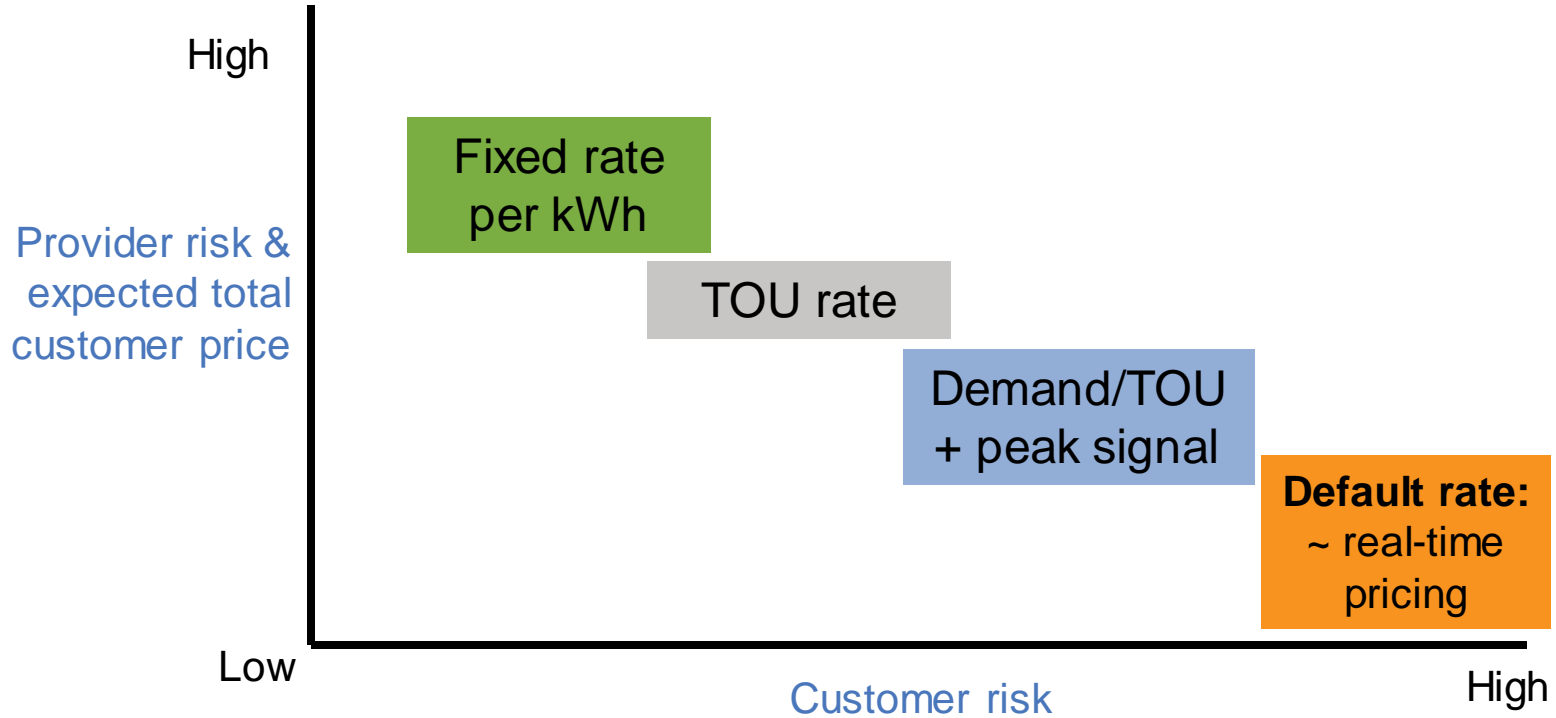 High
Fixed rate
per kWh
Provider risk &
expected total
customer price
TOU rate
Demand/TOU
+ peak signal
Default rate:
~ real-time
pricing
Low
Customer risk
High